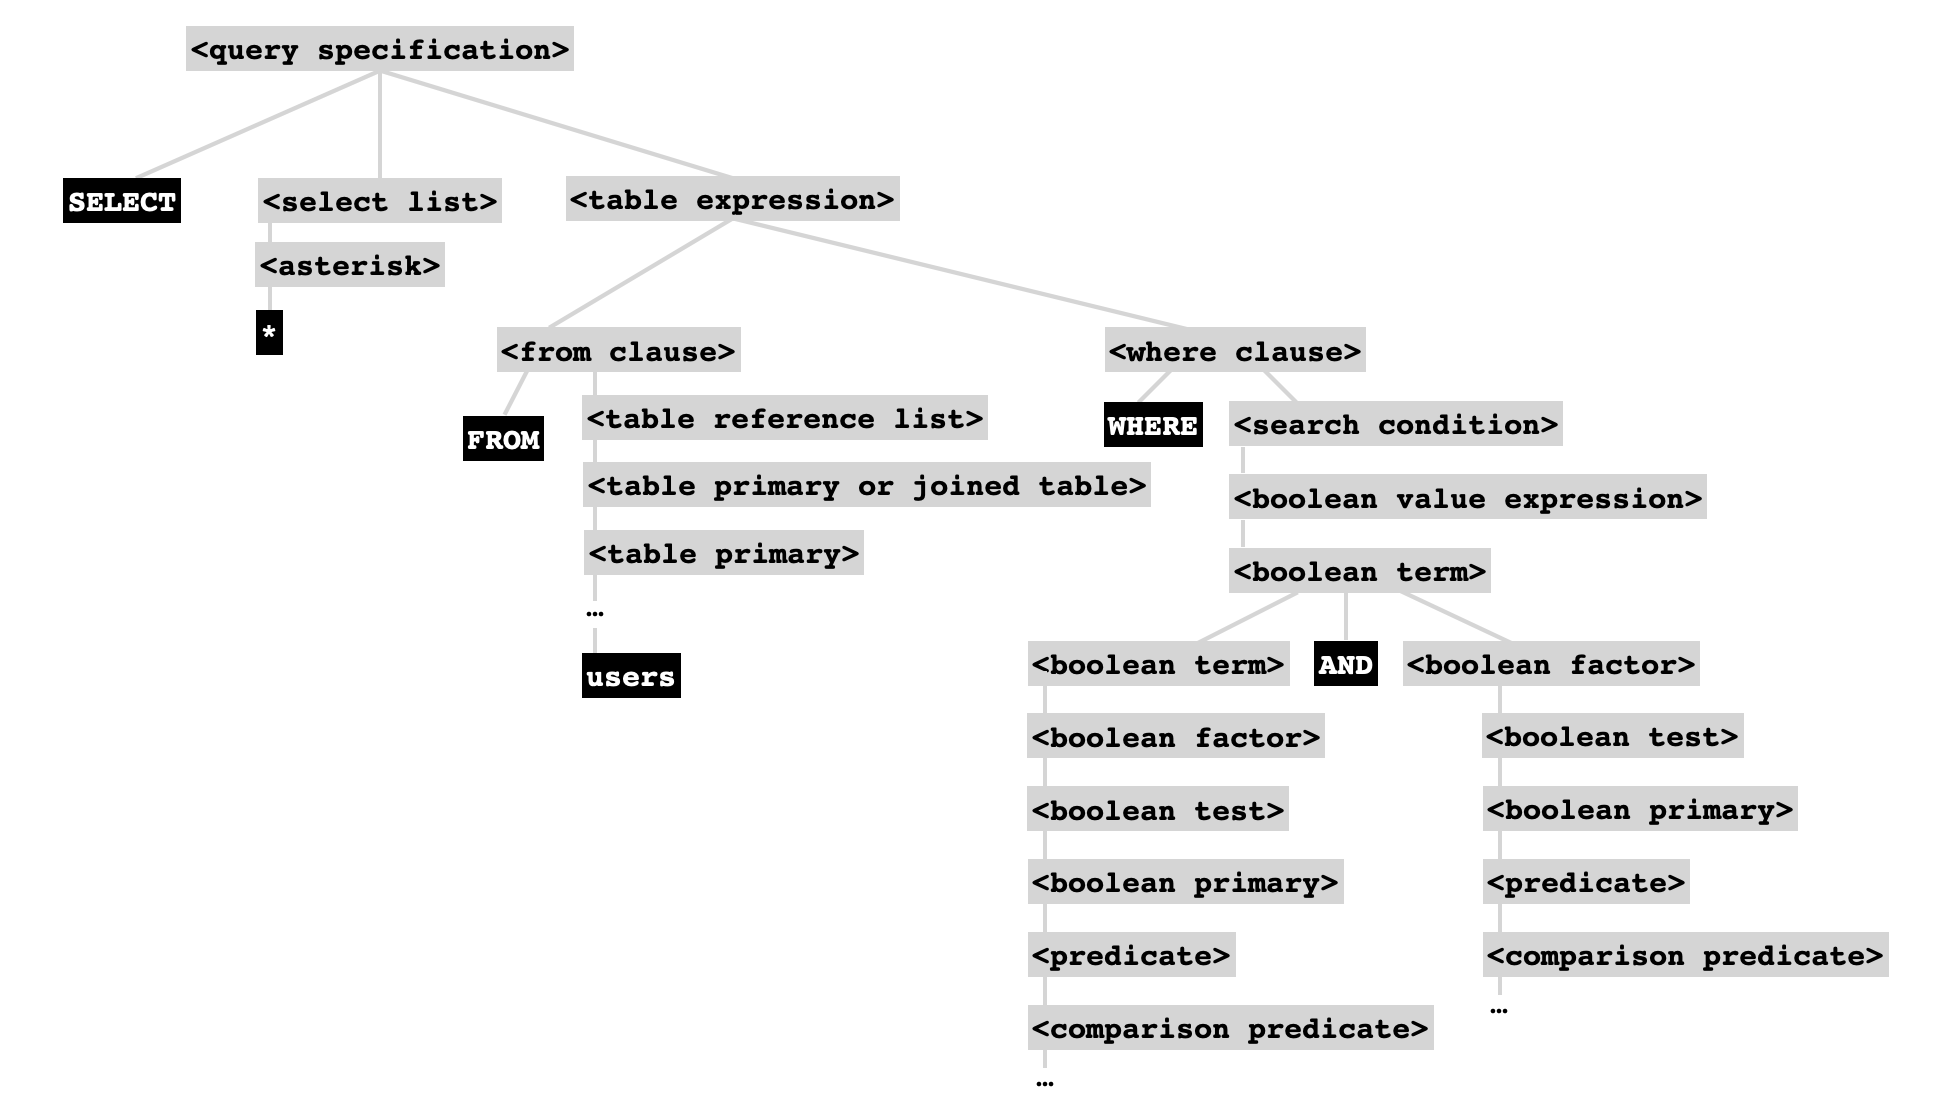 <query specification>
SELECT
<select list>
<table expression>
<asterisk>
*
<from clause>
<where clause>
FROM
<table reference list>
WHERE
<search condition>
<table primary or joined table>
<boolean value expression>
<table primary>
<boolean term>
…
users
<boolean term>
AND
<boolean factor>
<boolean factor>
<boolean test>
<boolean test>
<boolean primary>
<boolean primary>
<predicate>
<predicate>
<comparison predicate>
…
<comparison predicate>
…